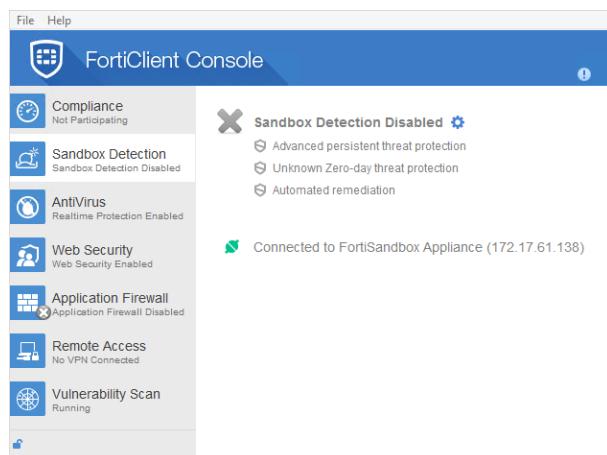 File Help
FortiClient Console
Compliance
Not Participating
Sandbox Detection
Sandbox Detection Disabled
AntiVirus
Realtime Protection Enabled
Web Security
Web Security Enabled
Application Firewall
Application Firewall Disabled
Remote Access
No VPN Connected
Vulnerability Scan
Running
Sandbox Detection Disabled
Advanced persistent threat protection
Unknown Zero-day threat protection
Automated remediation
Connected to FortiSandbox Appliance (172.17.61.138)